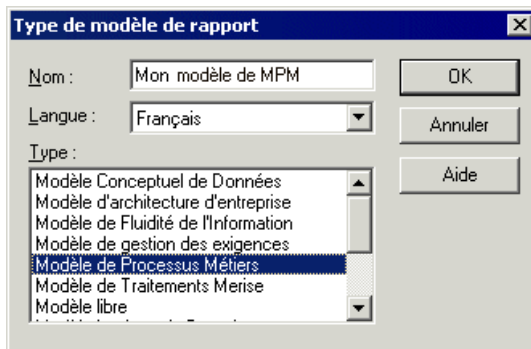 Type de modèle de rapport
Nom :
Mon modèle de MPM
OK
Langue :
Français
Annuler
Type :
Aide
Modèle Conceptuel de Données
Modèle d'architecture d'entreprise
Modèle de Fluidité de l'Information
Modèle de gestion des exigences
Modèle de Processus Métiers
Modèle de Traitements Merise
Modèle libre